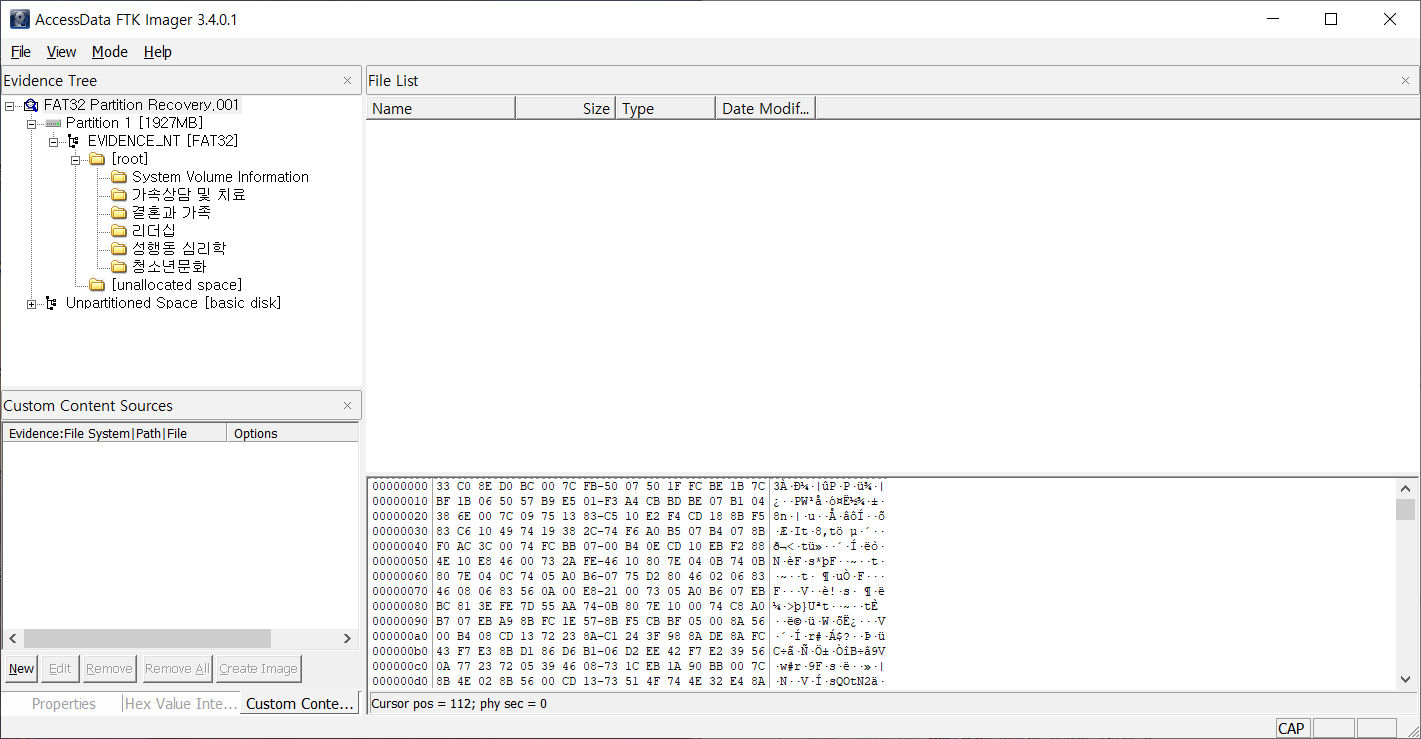 AccessData FTK Imager 3.4.0.1
File View Mode Help
Evidence Tree
FAT32 Partition Recovery.001
Partition 1 [1927MB]
EVIDENCE_NT [FAT32]
[root]
System Volume Information
가속상담 및 치료
결혼과 가족
리더십
성행동 심리학
청소년문화
[unallocated space]
Unpartitioned Space [basic disk]
Custom Content Sources
Evidence:File System|Path|File Options
New Edit Remove Remove All Create Image
Properties Hex Value Inte... Custom Conte...
File List
Name Size Type Date Modif...
00000000 33 C0 8E D0 BC 00 7C FB-50 07 50 1F FC BE 1B 7C 3À·Ð¼·|ûP·P·ü¾·|
00000010 BF 1B 06 50 57 B9 E5 01-F3 A4 CB BD BE 07 B1 04 ¿··PW¹å·ó¤Ë½¾·±·
00000020 38 6E 00 7C 09 75 13 83-C5 10 E2 F4 CD 18 8B F5 8n·|·u··Å·âôÍ··õ
00000030 83 C6 10 49 74 19 38 2C-74 F6 A0 B5 07 B4 07 8B ·Æ·It·8,tö µ·´··
00000040 F0 AC 3C 00 74 FC BB 07-00 B4 0E CD 10 EB F2 88 ð¬<·tü»··´·Í·ëò·
00000050 4E 10 E8 46 00 73 2A FE-46 10 80 7E 04 0B 74 0B N·èF·s*þF··~··t·
00000060 80 7E 04 0C 74 05 A0 B6-07 75 D2 80 46 02 06 83 ·~··t· ¶·uÒ·F···
00000070 46 08 06 83 56 0A 00 E8-21 00 73 05 A0 B6 07 EB F···V··è!·s· ¶·ë
00000080 BC 81 3E FE 7D 55 AA 74-0B 80 7E 10 00 74 C8 A0 ¼·>þ}Uªt··~··tÈ
00000090 B7 07 EB A9 8B FC 1E 57-8B F5 CB BF 05 00 8A 56 ··ë©·ü·W·õË¿···V
000000a0 00 B4 08 CD 13 72 23 8A-C1 24 3F 98 8A DE 8A FC ·´·Í·r#·Á$?··Þ·ü
000000b0 43 F7 E3 8B D1 86 D6 B1-06 D2 EE 42 F7 E2 39 56 C÷ã·Ñ·Ö±·ÒîB÷â9V
000000c0 0A 77 23 72 05 39 46 08-73 1C EB 1A 90 BB 00 7C ·w#r·9F·s·ë··»·|
000000d0 8B 4E 02 8B 56 00 CD 13-73 51 4F 74 4E 32 E4 8A ·N··V·Í·sQOtN2ä·
Cursor pos = 112; phy sec = 0
CAP